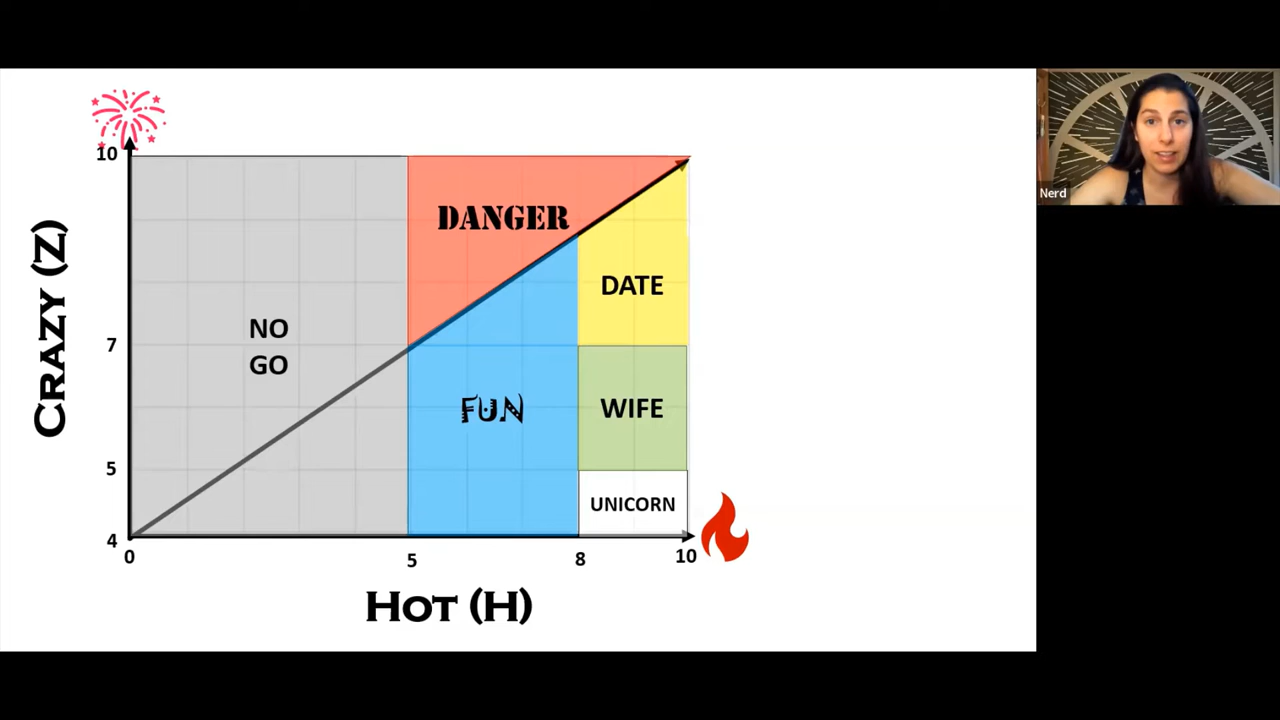 10
DANGER
DATE
CRAZY (Z)
NO
GO
7
FUN
WIFE
5
UNICORN
4
0
5
8
10
HOT (H)
Nerd